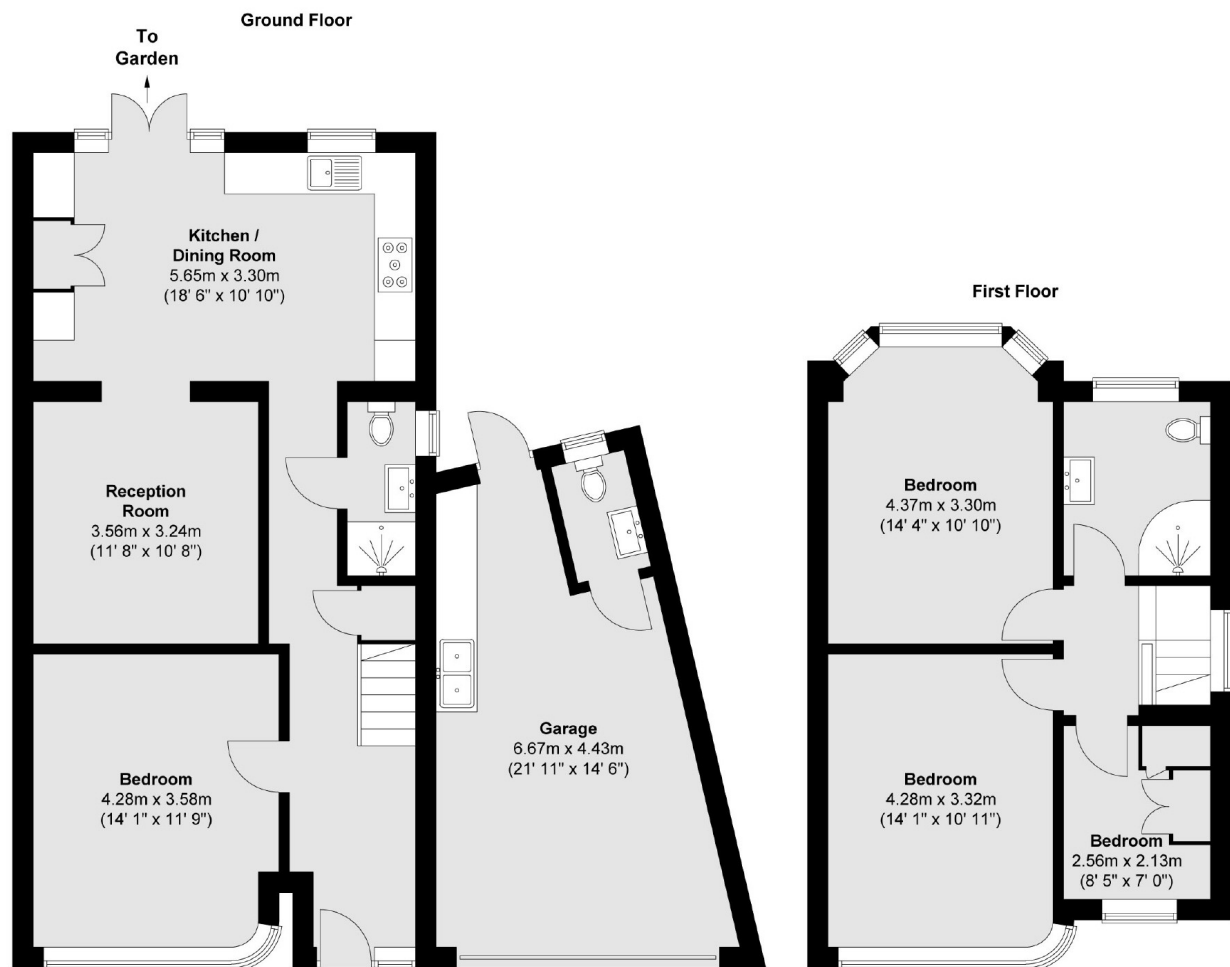 Ground Floor
To
Garden
Kitchen /
Dining Room
5.65m x 3.30m
(18' 6" x 10' 10")
Reception
Room
3.56m x 3.24m
(11' 8" x 10' 8")
Bedroom
4.28m x 3.58m
(14' 1" x 11' 9")
Garage
6.67m x 4.43m
(21' 11" x 14' 6")
First Floor
Bedroom
4.37m x 3.30m
(14' 4" x 10' 10")
Bedroom
4.28m x 3.32m
(14' 1" x 10' 11")
Bedroom
2.56m x 2.13m
(8' 5" x 7' 0")